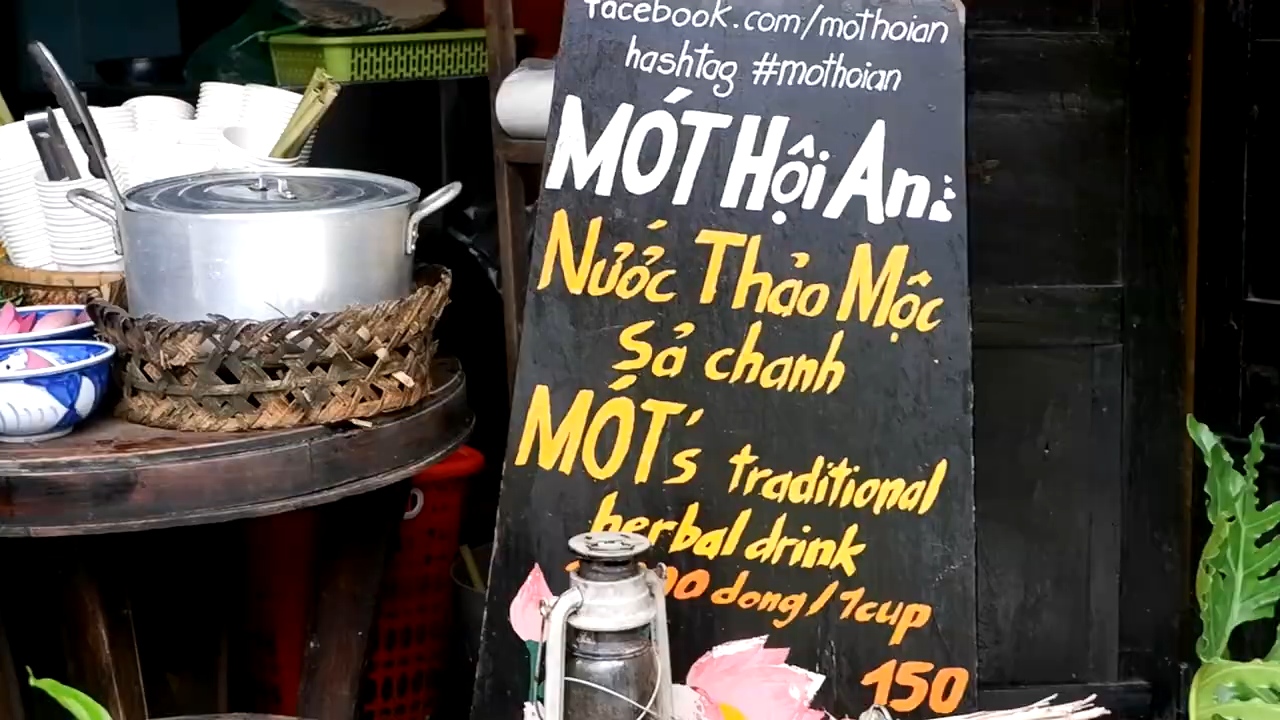 facebook.com/mothoian
hashtag #mothoian
MÓT Hội An:
Nước Thảo Mộc
Sả chanh
MÓT's traditional
herbal drink
dong/1cup
150